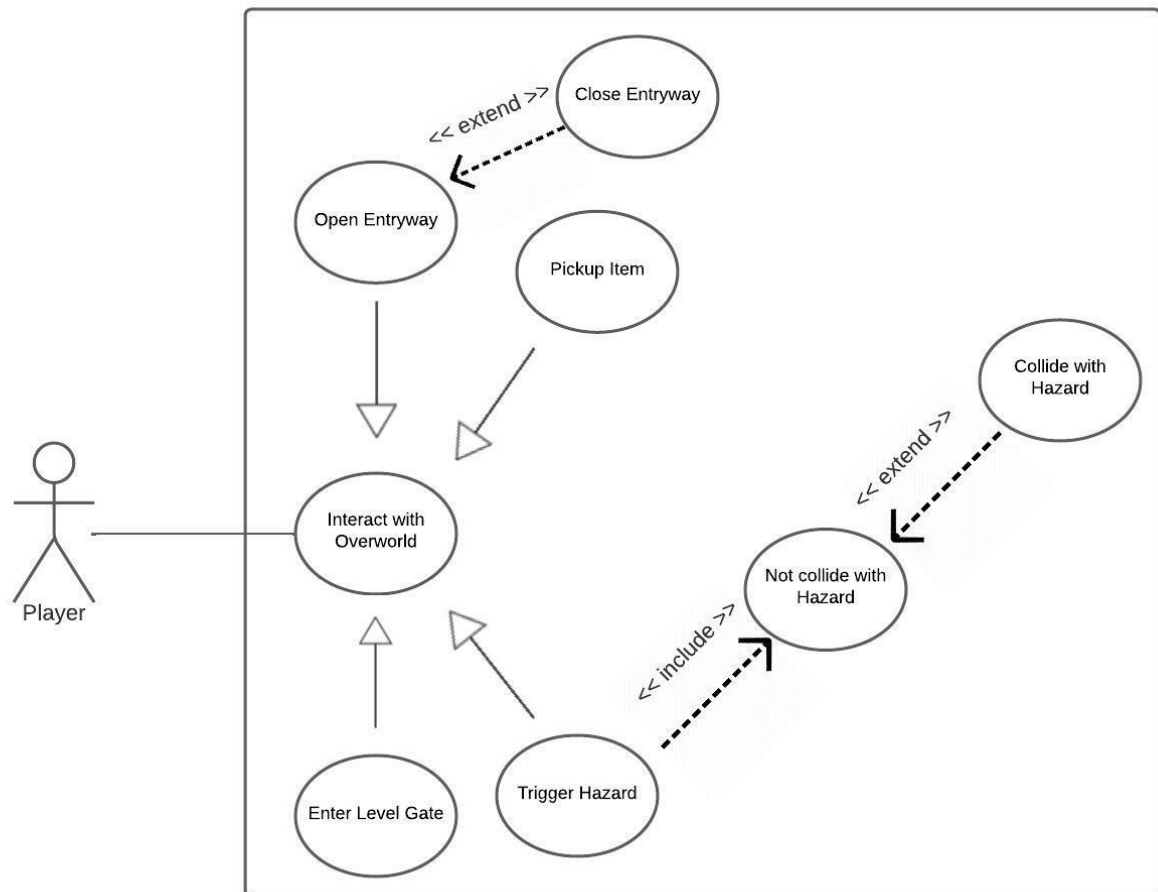 Close Entryway
<< extend >>
Open Entryway
Pickup Item
Collide with
Hazard
<< extend >>
Interact with
Overworld
Not collide with
Hazard
Player
<< include >>
Enter Level Gate
Trigger Hazard